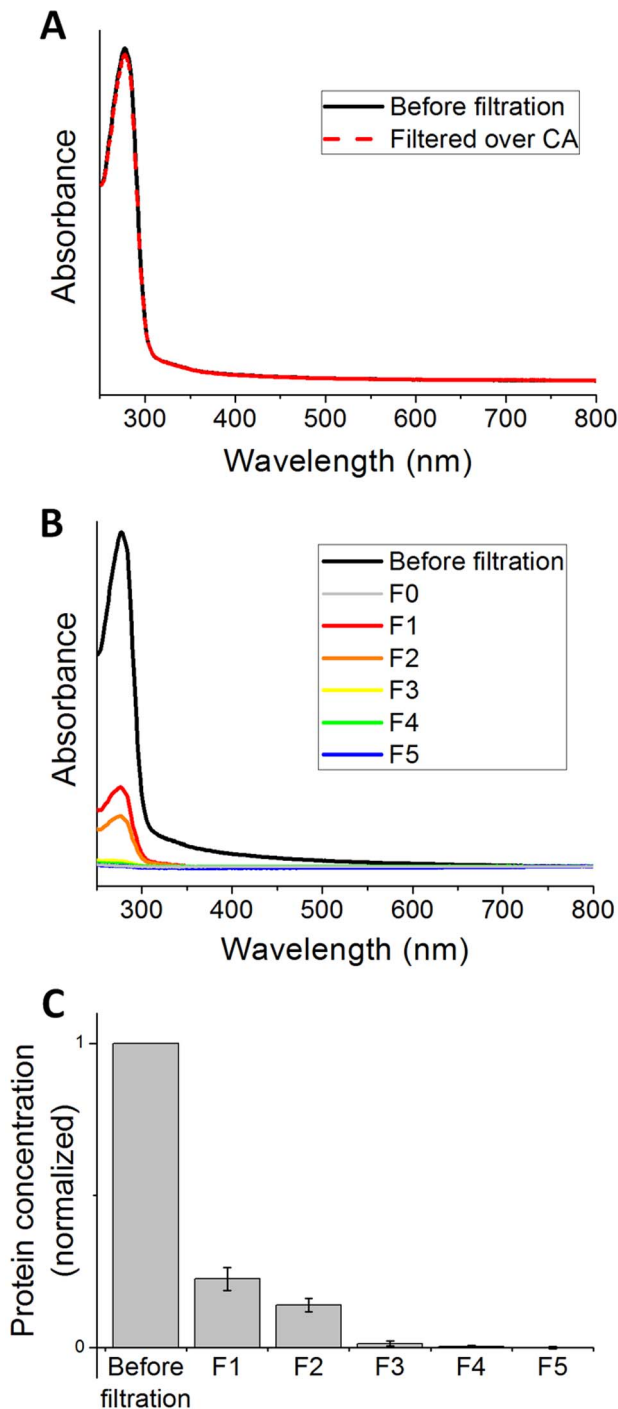 A
Before filtration
Filtered over CA
Absorbance
300 400 500 600 700 800
Wavelength (nm)
B
Before filtration
F0
F1
F2
F3
F4
F5
Absorbance
300 400 500 600 700 800
Wavelength (nm)
C
Protein concentration
(normalized)
1
0
Before
filtration
F1 F2 F3 F4 F5